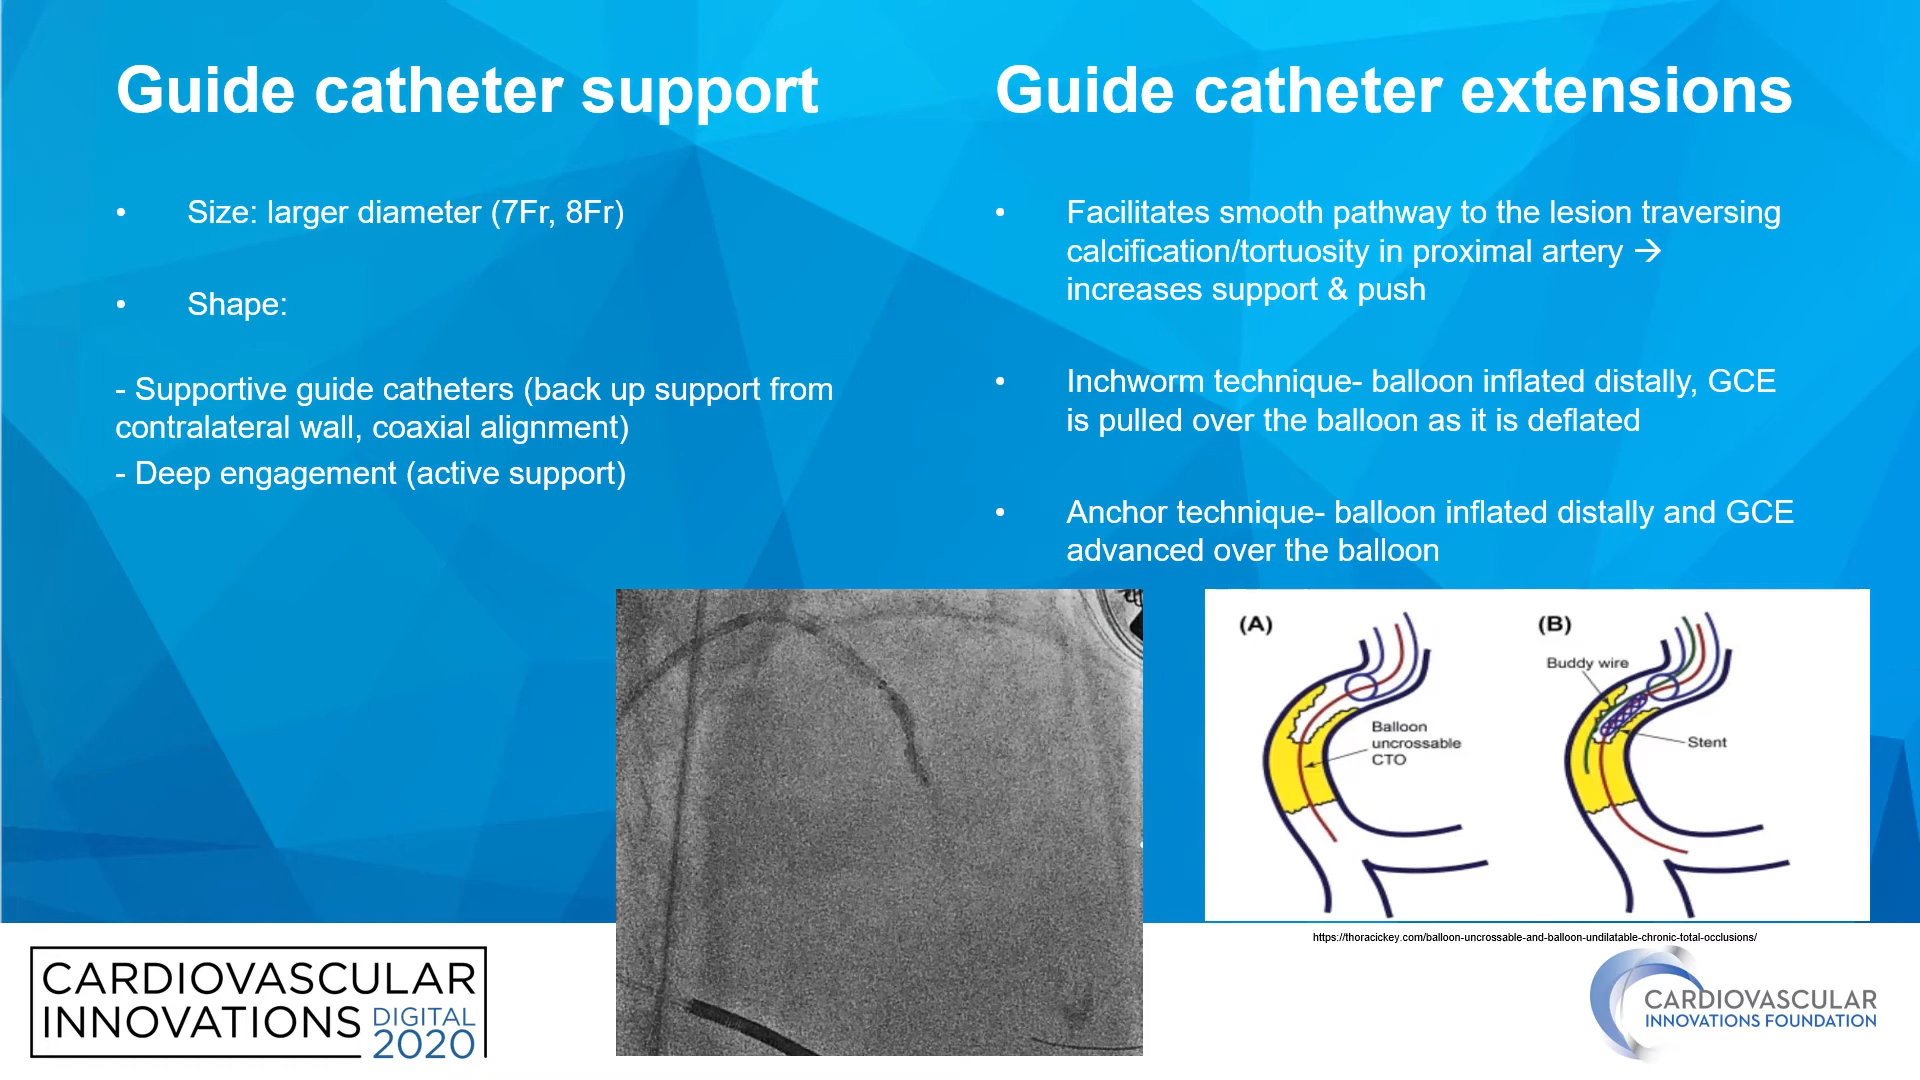 Guide catheter support
• Size: larger diameter (7Fr, 8Fr)
• Shape:
- Supportive guide catheters (back up support from
contralateral wall, coaxial alignment)
- Deep engagement (active support)
Guide catheter extensions
• Facilitates smooth pathway to the lesion traversing
calcification/tortuosity in proximal artery →
increases support & push
• Inchworm technique- balloon inflated distally, GCE
is pulled over the balloon as it is deflated
• Anchor technique- balloon inflated distally and GCE
advanced over the balloon
(A)
Balloon
uncrossable
CTO
(B)
Buddy wire
Stent
https://thoracickey.com/balloon-uncrossable-and-balloon-undilatable-chronic-total-occlusions/
CARDIOVASCULAR
INNOVATIONS DIGITAL
2020
CARDIOVASCULAR
INNOVATIONS FOUNDATION